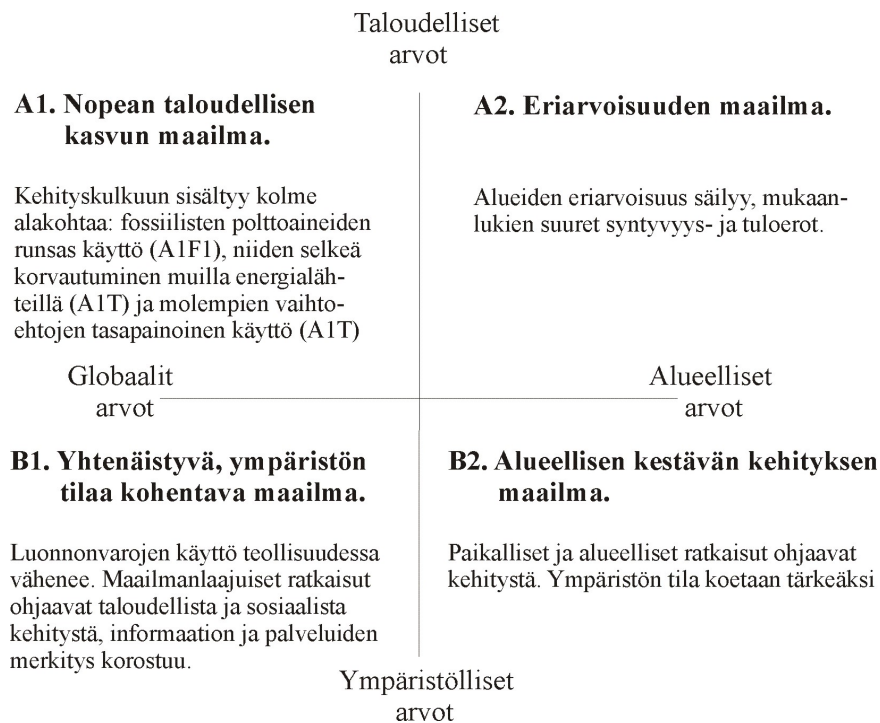 Taloudelliset
arvot
A1. Nopean taloudellisen
kasvun maailma.
Kehityskulkuun sisältyy kolme
alakohtaa: fossiilisten polttoaineiden
runsas käyttö (A1F1), niiden selkeä
korvautuminen muilla energialäh-
teillä (A1T) ja molempien vaihto-
ehtojen tasapainoinen käyttö (A1T)
A2. Eriarvoisuuden maailma.
Alueiden eriarvoisuus säilyy, mukaan-
lukien suuret syntyvyys- ja tuloerot.
Globaalit
arvot
Alueelliset
arvot
B1. Yhtenäistyvä, ympäristön
tilaa kohentava maailma.
Luonnonvarojen käyttö teollisuudessa
vähenee. Maailmanlaajuiset ratkaisut
ohjaavat taloudellista ja sosiaalista
kehitystä, informaation ja palveluiden
merkitys korostuu.
B2. Alueellisen kestävän kehityksen
maailma.
Paikalliset ja alueelliset ratkaisut ohjaavat
kehitystä. Ympäristön tila koetaan tärkeäksi
Ympäristölliset
arvot